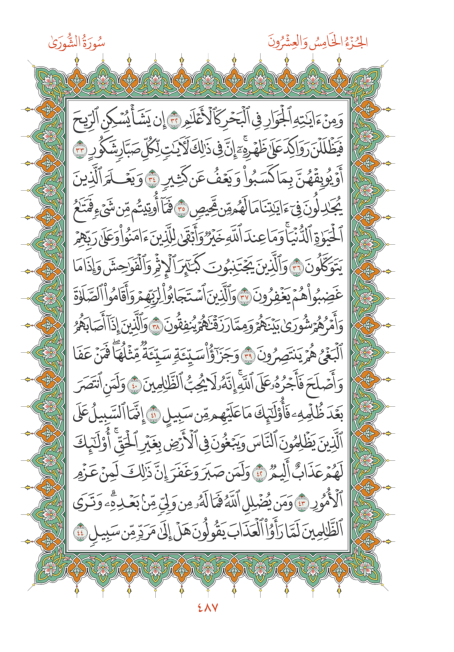 الجُزْءُ الخَامِسُ وَالعِشْرُونَ
سُورَةُ الشُّورَىٰ
وَمِنْ ءَايَٰتِهِ ٱلْجَوَارِ فِى ٱلْبَحْرِ كَٱلْأَعْلَٰمِ ٣٢ إِن يَشَأْ يُسْكِنِ ٱلرِّيحَ
فَيَظْلَلْنَ رَوَاكِدَ عَلَىٰ ظَهْرِهِۦٓ إِنَّ فِى ذَٰلِكَ لَءَايَٰتٍ لِّكُلِّ صَبَّارٍ شَكُورٍ ٣٣
أَوْ يُوبِقْهُنَّ بِمَا كَسَبُوا۟ وَيَعْفُ عَن كَثِيرٍ ٣٤ وَيَعْلَمَ ٱلَّذِينَ
يُجَٰدِلُونَ فِىٓ ءَايَٰتِنَا مَا لَهُم مِّن مَّحِيصٍ ٣٥ فَمَآ أُوتِيتُم مِّن شَىْءٍ فَمَتَٰعُ
ٱلْحَيَوٰةِ ٱلدُّنْيَا ۖ وَمَا عِندَ ٱللَّهِ خَيْرٌ وَأَبْقَىٰ لِلَّذِينَ ءَامَنُوا۟ وَعَلَىٰ رَبِّهِمْ
يَتَوَكَّلُونَ ٣٦ وَٱلَّذِينَ يَجْتَنِبُونَ كَبَٰٓئِرَ ٱلْإِثْمِ وَٱلْفَوَٰحِشَ وَإِذَا مَا
غَضِبُوا۟ هُمْ يَغْفِرُونَ ٣٧ وَٱلَّذِينَ ٱسْتَجَابُوا۟ لِرَبِّهِمْ وَأَقَامُوا۟ ٱلصَّلَوٰةَ
وَأَمْرُهُمْ شُورَىٰ بَيْنَهُمْ وَمِمَّا رَزَقْنَٰهُمْ يُنفِقُونَ ٣٨ وَٱلَّذِينَ إِذَآ أَصَابَهُمُ
ٱلْبَغْىُ هُمْ يَنتَصِرُونَ ٣٩ وَجَزَٰٓؤُا۟ سَيِّئَةٍ سَيِّئَةٌ مِّثْلُهَا ۖ فَمَنْ عَفَا
وَأَصْلَحَ فَأَجْرُهُۥ عَلَى ٱللَّهِ ۚ إِنَّهُۥ لَا يُحِبُّ ٱلظَّٰلِمِينَ ٤٠ وَلَمَنِ ٱنتَصَرَ
بَعْدَ ظُلْمِهِۦ فَأُو۟لَٰٓئِكَ مَا عَلَيْهِم مِّن سَبِيلٍ ٤١ إِنَّمَا ٱلسَّبِيلُ عَلَى
ٱلَّذِينَ يَظْلِمُونَ ٱلنَّاسَ وَيَبْغُونَ فِى ٱلْأَرْضِ بِغَيْرِ ٱلْحَقِّ ۚ أُو۟لَٰٓئِكَ
لَهُمْ عَذَابٌ أَلِيمٌ ٤٢ وَلَمَن صَبَرَ وَغَفَرَ إِنَّ ذَٰلِكَ لَمِنْ عَزْمِ
ٱلْأُمُورِ ٤٣ وَمَن يُضْلِلِ ٱللَّهُ فَمَا لَهُۥ مِن وَلِىٍّ مِّنۢ بَعْدِهِۦ ۗ وَتَرَى
ٱلظَّٰلِمِينَ لَمَّا رَأَوُا۟ ٱلْعَذَابَ يَقُولُونَ هَلْ إِلَىٰ مَرَدٍّ مِّن سَبِيلٍ ٤٤
٤٨٧